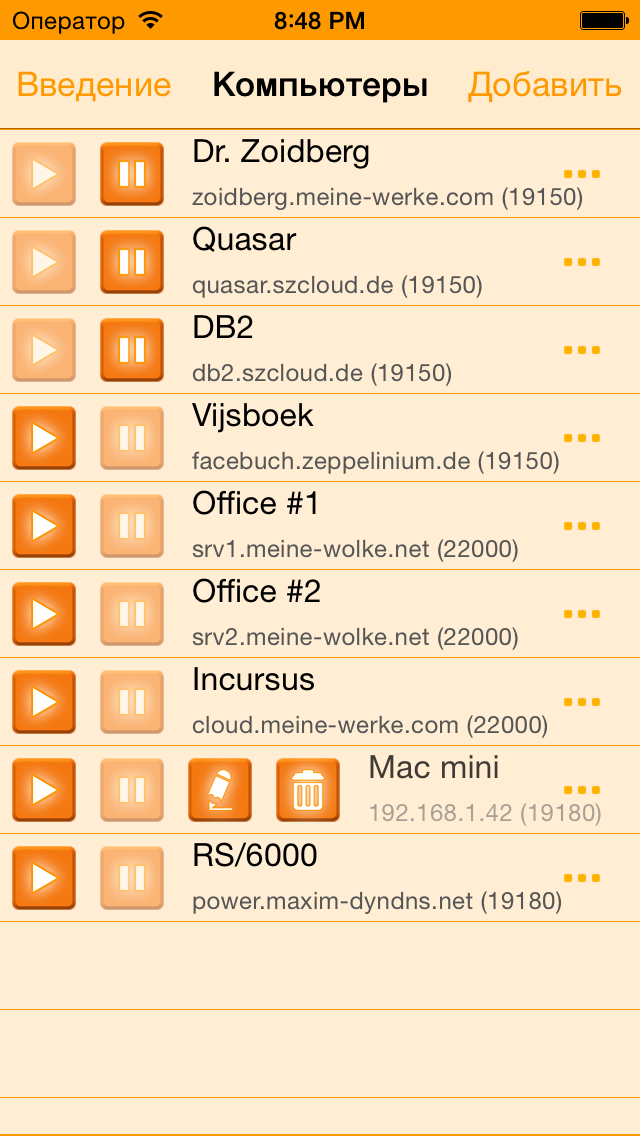 Оператор 8:48 PM
Введение Компьютеры Добавить
Dr. Zoidberg
zoidberg.meine-werke.com (19150)
Quasar
quasar.szcloud.de (19150)
DB2
db2.szcloud.de (19150)
Vijsboek
facebuch.zeppelinium.de (19150)
Office #1
srv1.meine-wolke.net (22000)
Office #2
srv2.meine-wolke.net (22000)
Incursus
cloud.meine-werke.com (22000)
Mac mini
192.168.1.42 (19180)
RS/6000
power.maxim-dyndns.net (19180)